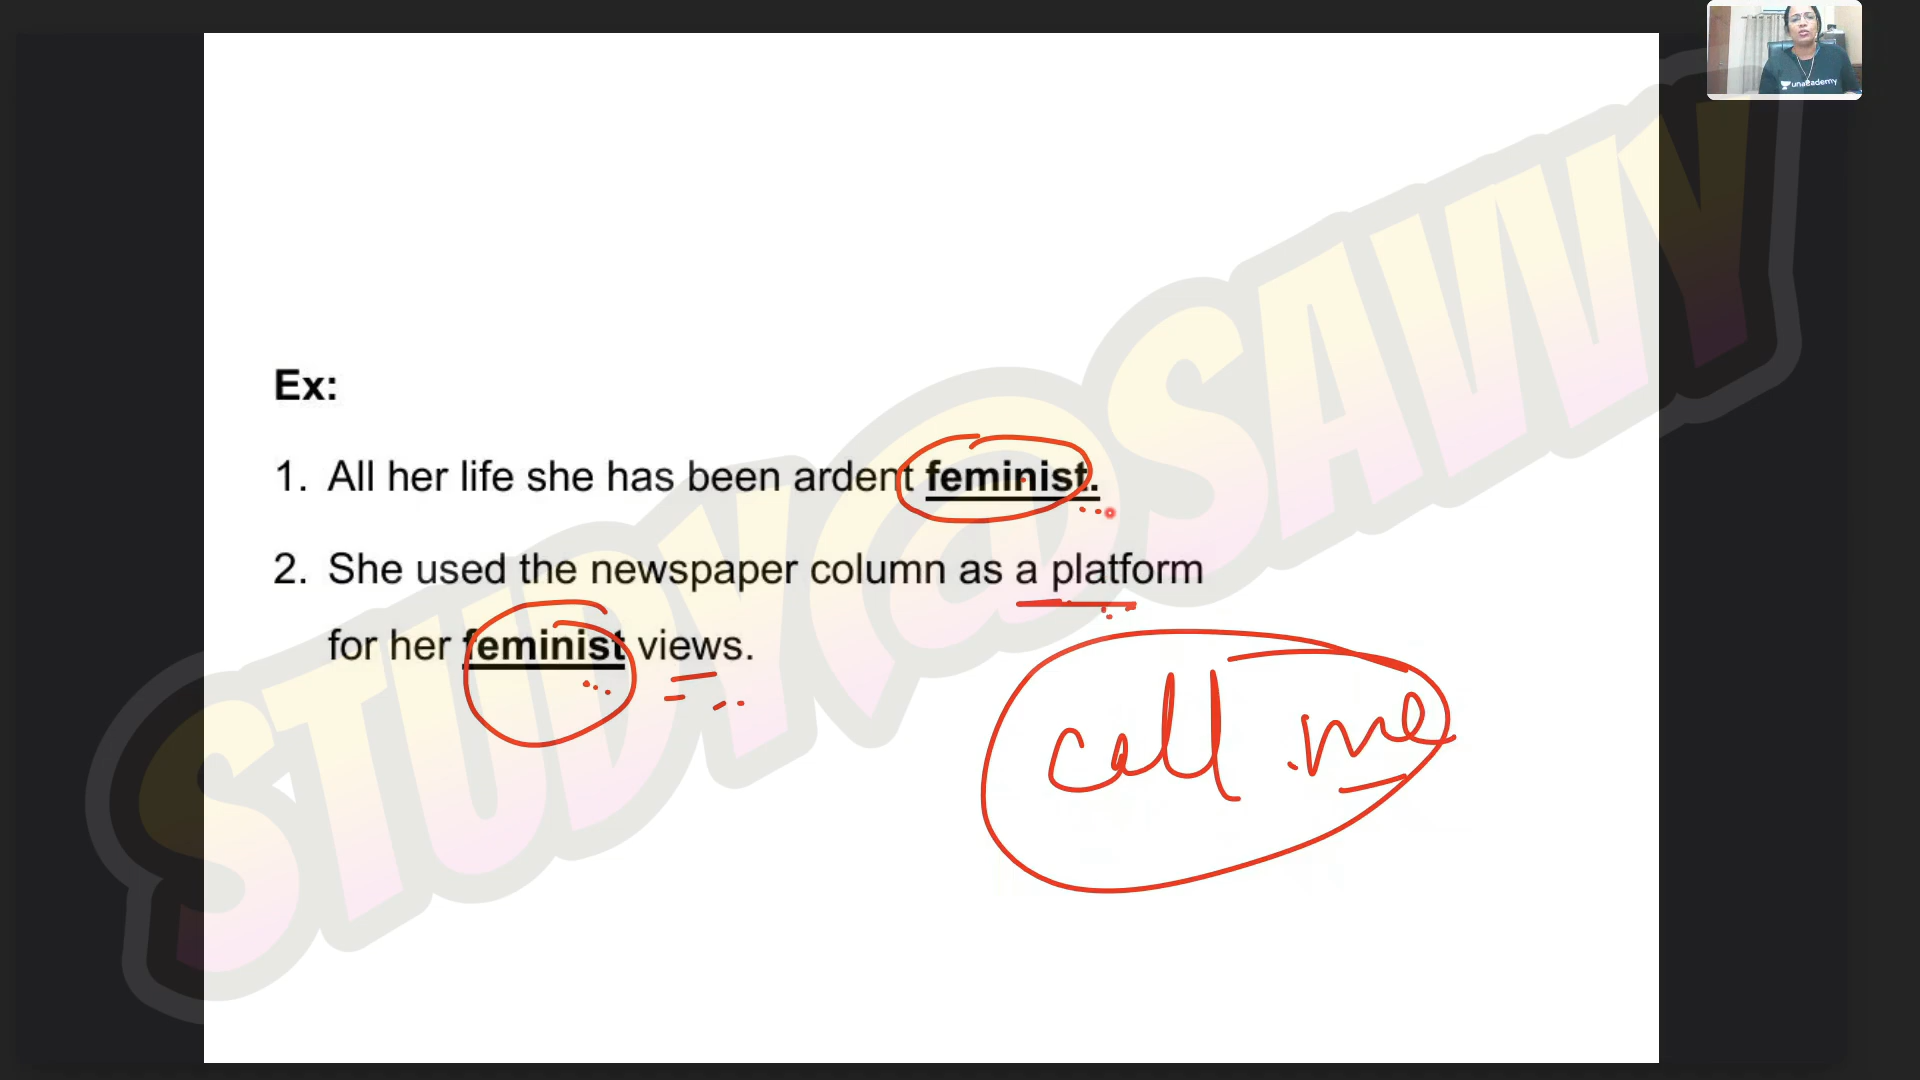 unacademy
STUDY@SAVVY
Ex:
1. All her life she has been ardent feminist.
2. She used the newspaper column as a platform
for her feminist views.
call me